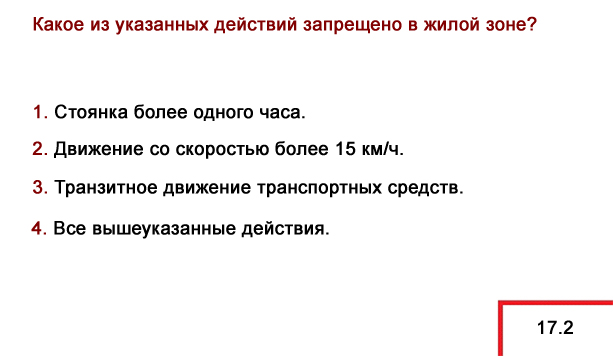 Какое из указанных действий запрещено в жилой зоне?
1. Стоянка более одного часа.
2. Движение со скоростью более 15 км/ч.
3. Транзитное движение транспортных средств.
4. Все вышеуказанные действия.
17.2